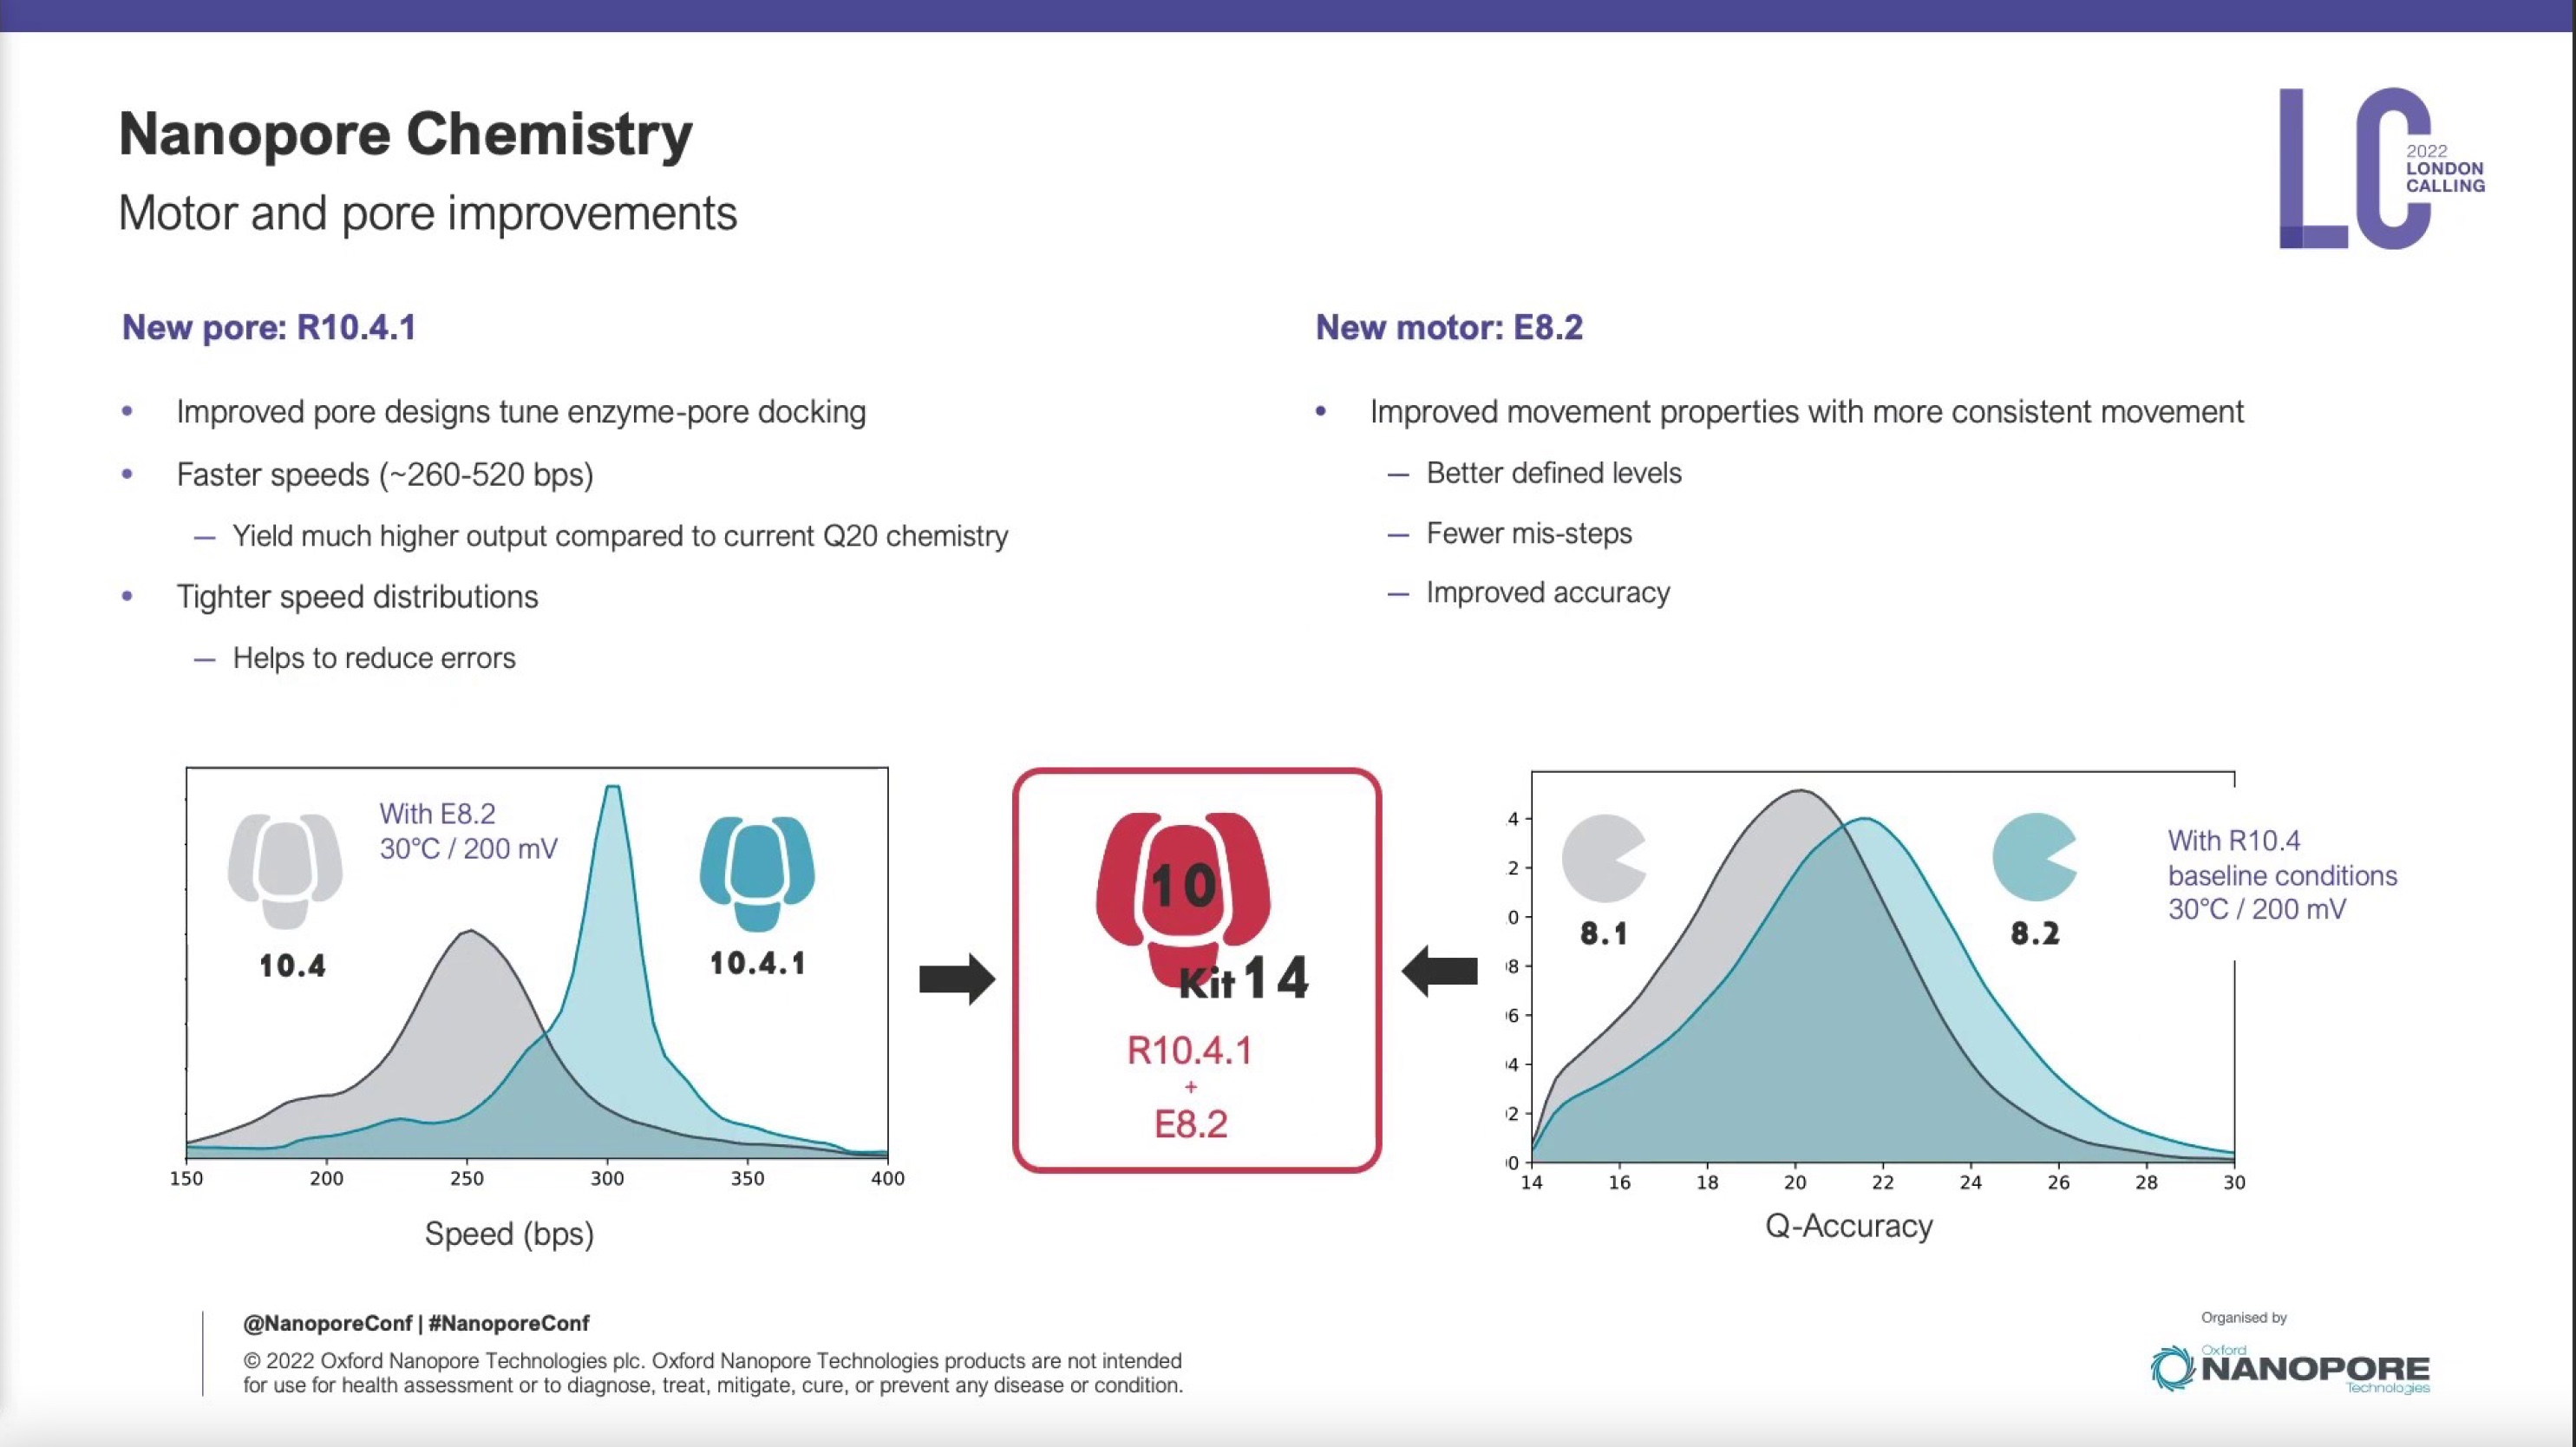 Nanopore Chemistry
Motor and pore improvements
2022
LONDON
CALLING
New pore: R10.4.1
• Improved pore designs tune enzyme-pore docking
• Faster speeds (~260-520 bps)
— Yield much higher output compared to current Q20 chemistry
• Tighter speed distributions
— Helps to reduce errors
New motor: E8.2
• Improved movement properties with more consistent movement
— Better defined levels
— Fewer mis-steps
— Improved accuracy
With E8.2
30°C / 200 mV
10.4
10.4.1
150 200 250 300 350 400
Speed (bps)
10
Kit 14
R10.4.1
+
E8.2
.4
.2
.0
8
6
4
2
0
8.1
8.2
With R10.4
baseline conditions
30°C / 200 mV
14 16 18 20 22 24 26 28 30
Q-Accuracy
@NanoporeConf | #NanoporeConf
© 2022 Oxford Nanopore Technologies plc. Oxford Nanopore Technologies products are not intended
for use for health assessment or to diagnose, treat, mitigate, cure, or prevent any disease or condition.
Organised by
Oxford
NANOPORE
Technologies